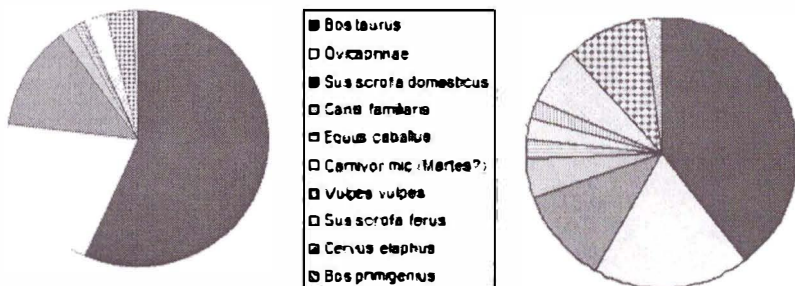 Bos taurus
Ovicaprinae
Sus scrofa domesticus
Canis familiaris
Equus caballus
Carnivor mic (Martes?)
Vulpes vulpes
Sus scrofa ferus
Cervus elaphus
Bos primigenius